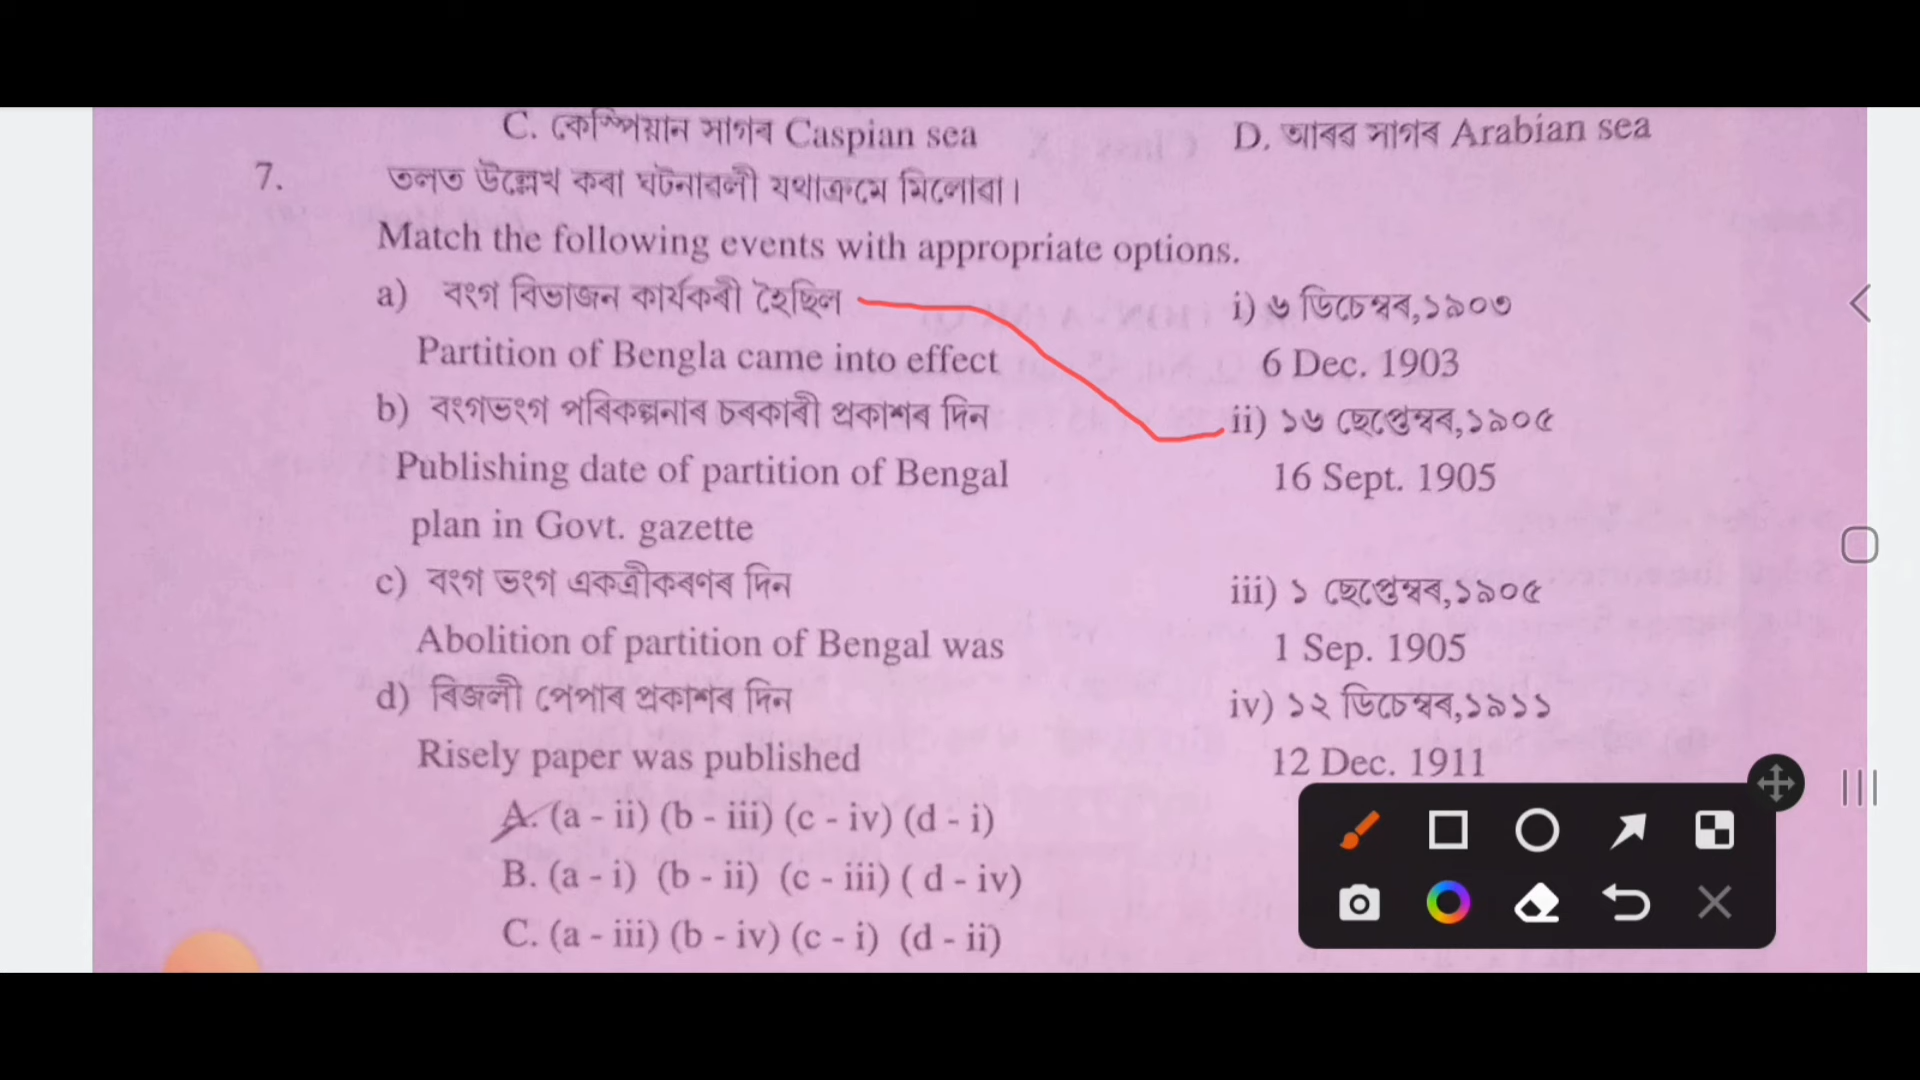 C. কেস্পিয়ান সাগৰ Caspian sea
D. আৰৱ সাগৰ Arabian sea
7. তলত উল্লেখ কৰা ঘটনাৱলী যথাক্ৰমে মিলোৱা।
Match the following events with appropriate options.
a) বংগ বিভাজন কাৰ্যকৰী হৈছিল
i) ৬ ডিচেম্বৰ,১৯০৩
Partition of Bengla came into effect
6 Dec. 1903
b) বংগভংগ পৰিকল্পনাৰ চৰকাৰী প্ৰকাশৰ দিন
ii) ১৬ ছেপ্তেম্বৰ,১৯০৫
Publishing date of partition of Bengal
16 Sept. 1905
plan in Govt. gazette
c) বংগ ভংগ একত্ৰীকৰণৰ দিন
iii) ১ ছেপ্তেম্বৰ,১৯০৫
Abolition of partition of Bengal was
1 Sep. 1905
d) ৰিজলী পেপাৰ প্ৰকাশৰ দিন
iv) ১২ ডিচেম্বৰ,১৯১১
Risely paper was published
12 Dec. 1911
A. (a - ii) (b - iii) (c - iv) (d - i)
B. (a - i) (b - ii) (c - iii) ( d - iv)
C. (a - iii) (b - iv) (c - i) (d - ii)